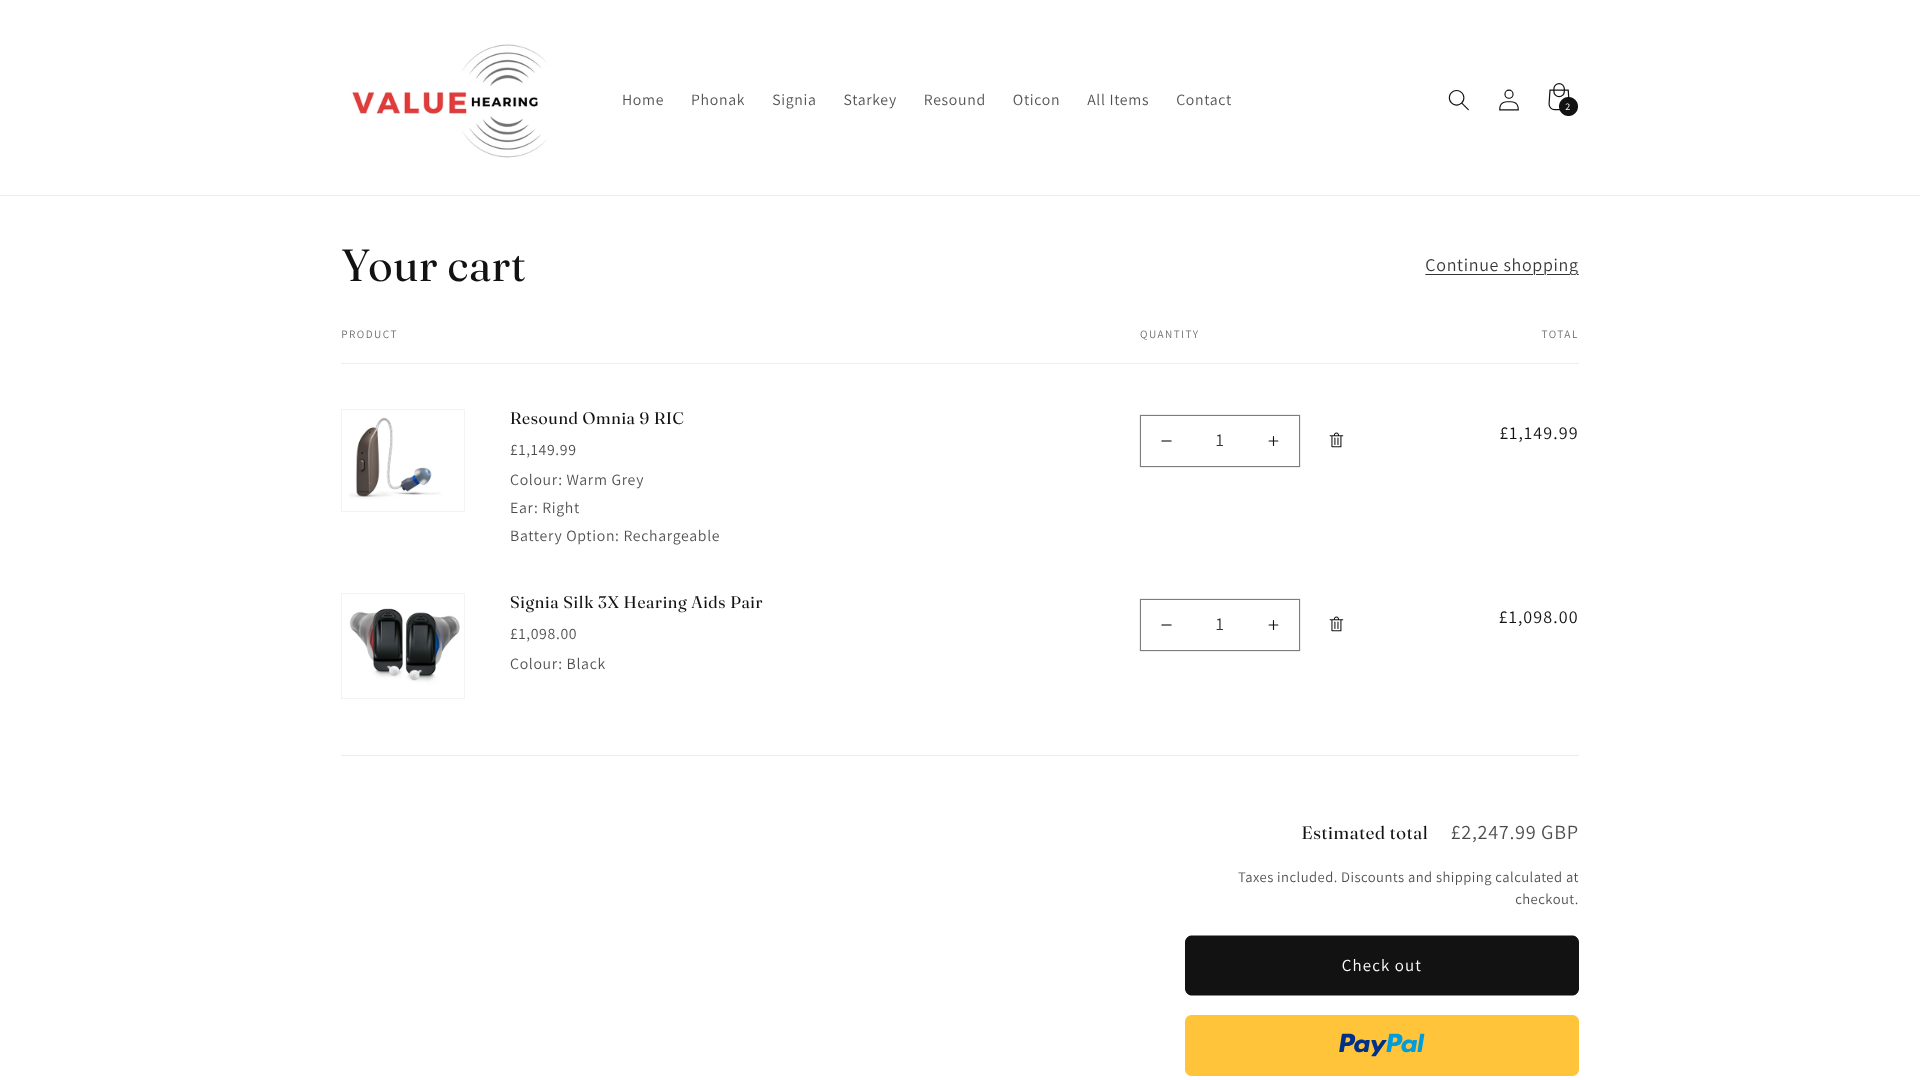 VALUE HEARING
Home Phonak Signia Starkey Resound Oticon All Items Contact
2
Your cart
Continue shopping
PRODUCT QUANTITY TOTAL
Resound Omnia 9 RIC
£1,149.99
Colour: Warm Grey
Ear: Right
Battery Option: Rechargeable
− 1 +
£1,149.99
Signia Silk 3X Hearing Aids Pair
£1,098.00
Colour: Black
− 1 +
£1,098.00
Estimated total £2,247.99 GBP
Taxes included. Discounts and shipping calculated at
checkout.
Check out
PayPal